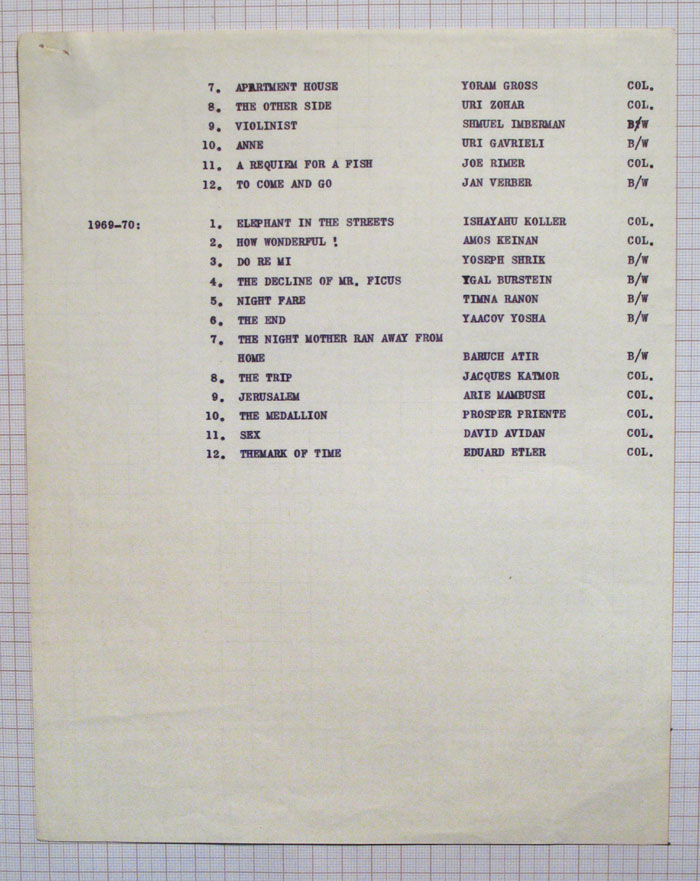 7. APARTMENT HOUSE YORAM GROSS COL.
8. THE OTHER SIDE URI ZOHAR COL.
9. VIOLINIST SHMUEL IMBERMAN B/W
10. ANNE URI GAVRIELI B/W
11. A REQUIEM FOR A FISH JOE RIMER COL.
12. TO COME AND GO JAN VERBER B/W
1969-70: 1. ELEPHANT IN THE STREETS ISHAYAHU KOLLER COL.
2. HOW WONDERFUL ! AMOS KEINAN COL.
3. DO RE MI YOSEPH SHRIK B/W
4. THE DECLINE OF MR. FICUS YGAL BURSTEIN B/W
5. NIGHT FARE TIMNA RANON B/W
6. THE END YAACOV YOSHA B/W
7. THE NIGHT MOTHER RAN AWAY FROM
HOME BARUCH ATIR B/W
8. THE TRIP JACQUES KATMOR COL.
9. JERUSALEM ARIE MAMBUSH COL.
10. THE MEDALLION PROSPER PRIENTE COL.
11. SEX DAVID AVIDAN COL.
12. THEMARK OF TIME EDUARD ETLER COL.